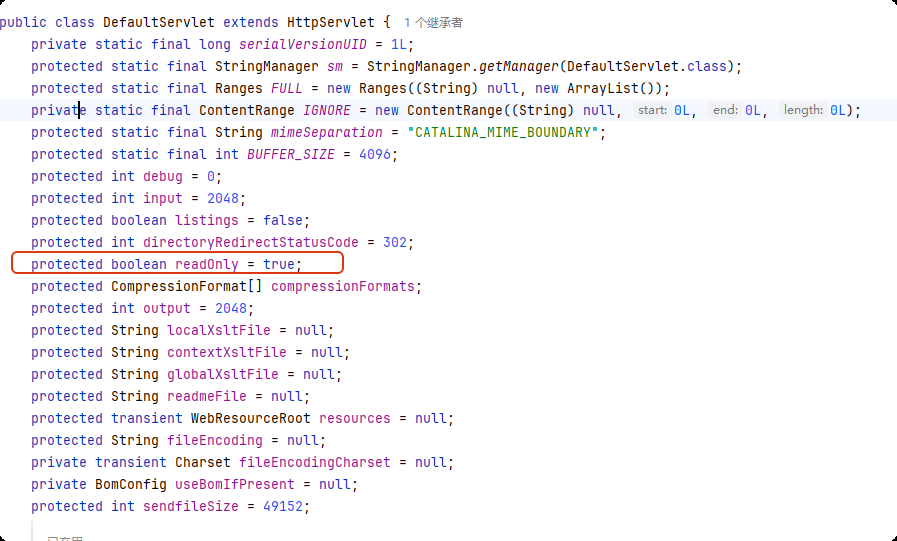 public class DefaultServlet extends HttpServlet { 1 个继承者
private static final long serialVersionUID = 1L;
protected static final StringManager sm = StringManager.getManager(DefaultServlet.class);
protected static final Ranges FULL = new Ranges((String) null, new ArrayList());
private static final ContentRange IGNORE = new ContentRange((String) null, start: 0L, end: 0L, length: 0L);
protected static final String mimeSeparation = "CATALINA_MIME_BOUNDARY";
protected static final int BUFFER_SIZE = 4096;
protected int debug = 0;
protected int input = 2048;
protected boolean listings = false;
protected int directoryRedirectStatusCode = 302;
protected boolean readOnly = true;
protected CompressionFormat[] compressionFormats;
protected int output = 2048;
protected String localXsltFile = null;
protected String contextXsltFile = null;
protected String globalXsltFile = null;
protected String readmeFile = null;
protected transient WebResourceRoot resources = null;
protected String fileEncoding = null;
private transient Charset fileEncodingCharset = null;
private BomConfig useBomIfPresent = null;
protected int sendfileSize = 49152;